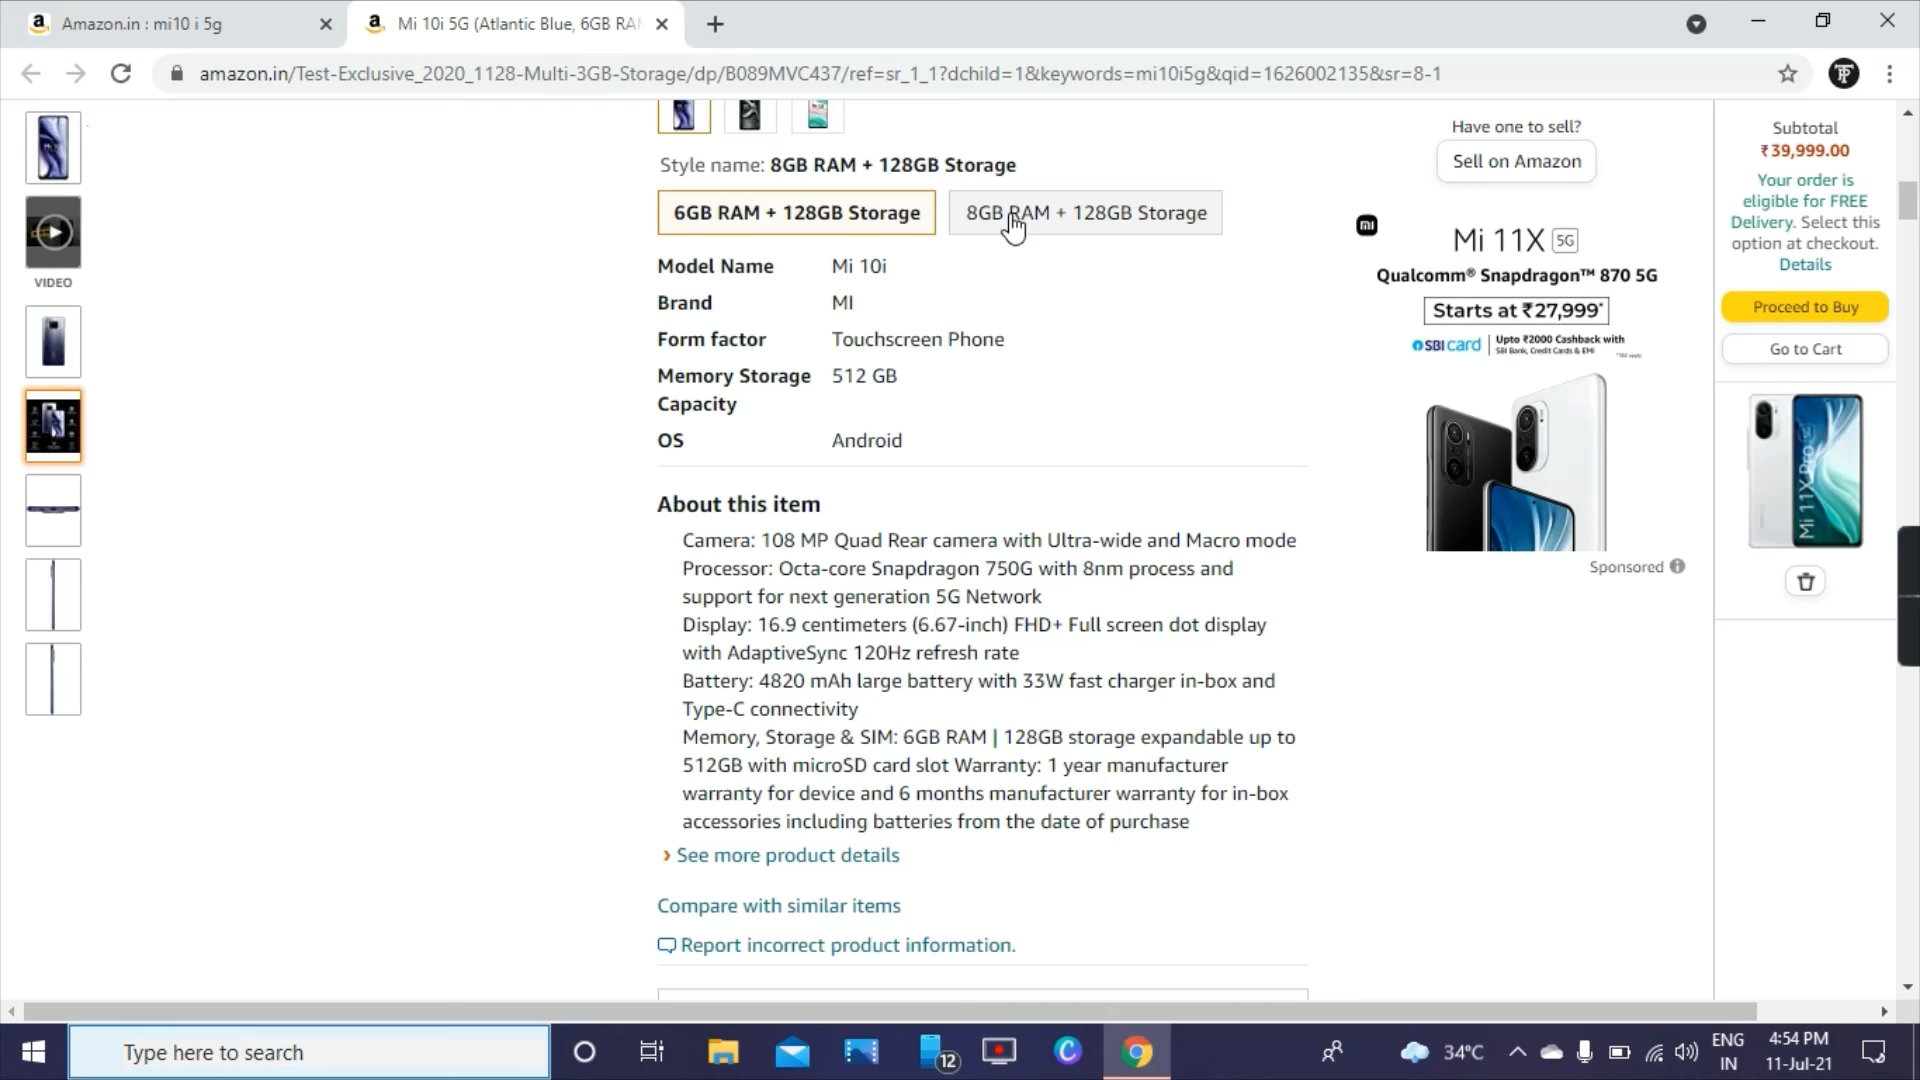 Amazon.in : mi10 i 5g
Mi 10i 5G (Atlantic Blue, 6GB RA
amazon.in/Test-Exclusive_2020_1128-Multi-3GB-Storage/dp/B089MVC437/ref=sr_1_1?dchild=1&keywords=mi10i5g&qid=1626002135&sr=8-1
VIDEO
Style name: 8GB RAM + 128GB Storage
6GB RAM + 128GB Storage
8GB RAM + 128GB Storage
Model Name Mi 10i
Brand MI
Form factor Touchscreen Phone
Memory Storage 512 GB
Capacity
OS Android
About this item
Camera: 108 MP Quad Rear camera with Ultra-wide and Macro mode
Processor: Octa-core Snapdragon 750G with 8nm process and
support for next generation 5G Network
Display: 16.9 centimeters (6.67-inch) FHD+ Full screen dot display
with AdaptiveSync 120Hz refresh rate
Battery: 4820 mAh large battery with 33W fast charger in-box and
Type-C connectivity
Memory, Storage & SIM: 6GB RAM | 128GB storage expandable up to
512GB with microSD card slot Warranty: 1 year manufacturer
warranty for device and 6 months manufacturer warranty for in-box
accessories including batteries from the date of purchase
› See more product details
Compare with similar items
Report incorrect product information.
Have one to sell?
Sell on Amazon
mi
Mi 11X 5G
Qualcomm® Snapdragon™ 870 5G
Starts at ₹27,999*
SBI card
Upto ₹2000 Cashback with
SBI Bank, Credit Cards & EMI
Sponsored
Subtotal
₹39,999.00
Your order is
eligible for FREE
Delivery. Select this
option at checkout.
Details
Proceed to Buy
Go to Cart
Mi 11X Pro 5G
Type here to search
12
34°C
ENG
IN
4:54 PM
11-Jul-21